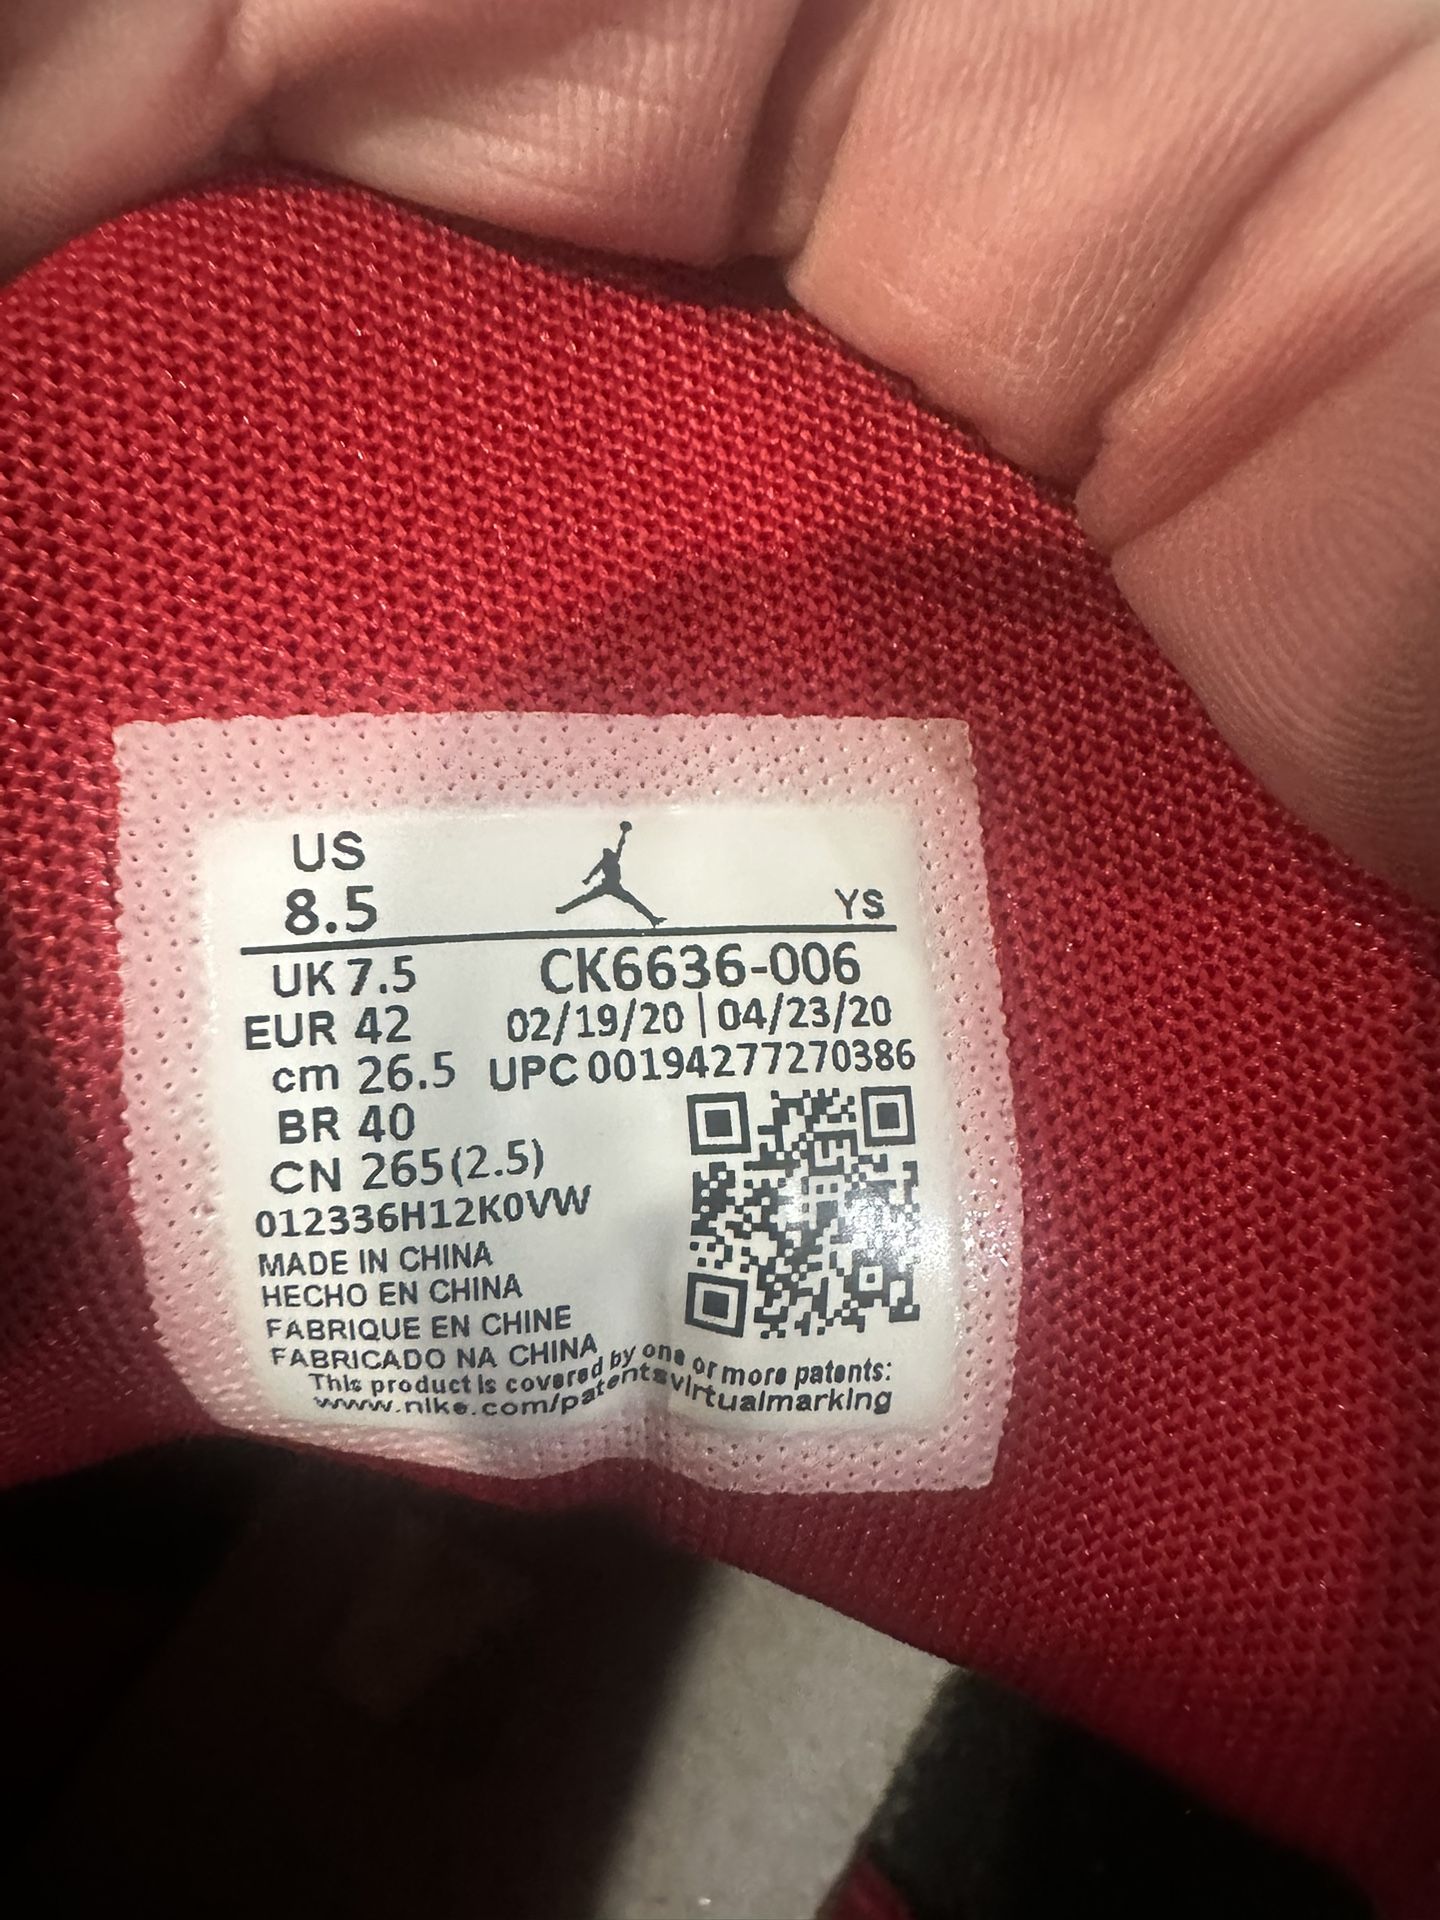 US
8.5
YS
UK 7.5
CK6636-006
EUR 42
02/19/20 | 04/23/20
cm 26.5
UPC 00194277270386
BR 40
CN 265(2.5)
012336H12K0VW
MADE IN CHINA
HECHO EN CHINA
FABRIQUE EN CHINE
FABRICADO NA CHINA
This product is covered by one or more patents:
www.nike.com/patentsvirtualmarking